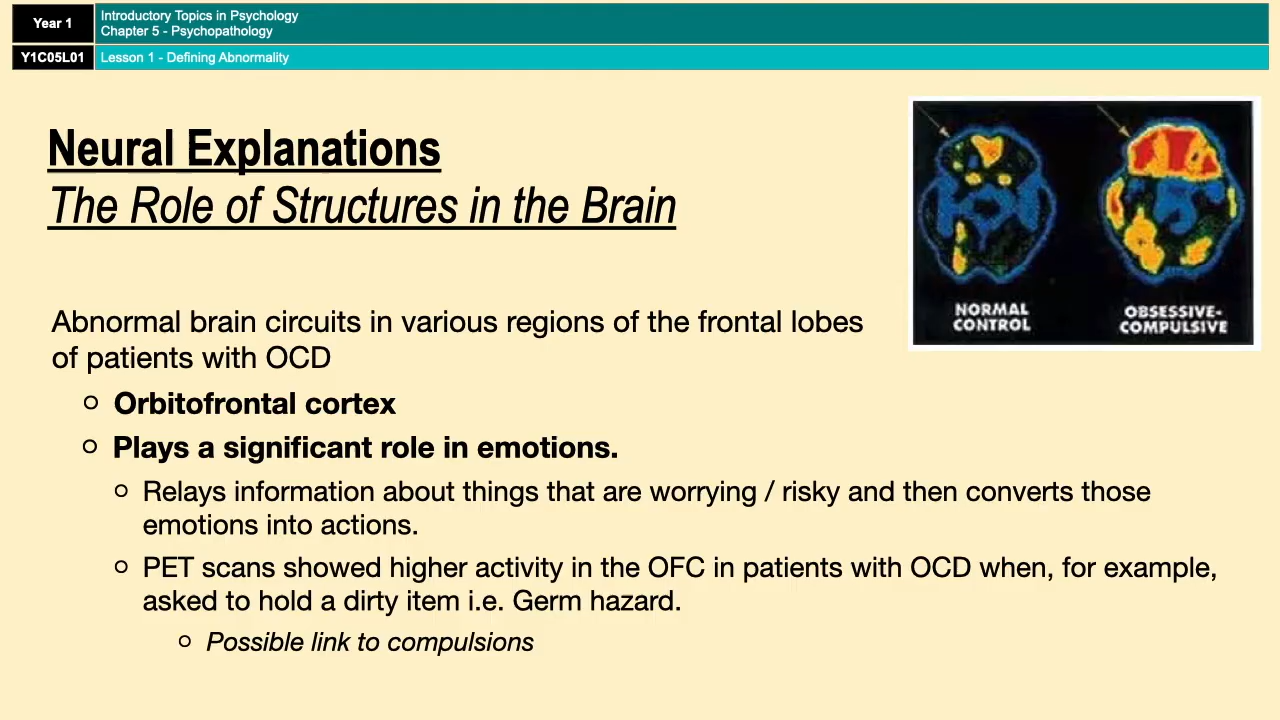 Year 1
Introductory Topics in Psychology
Chapter 5 - Psychopathology
Y1C05L01
Lesson 1 - Defining Abnormality
Neural Explanations
The Role of Structures in the Brain
NORMAL
CONTROL
OBSESSIVE-
COMPULSIVE
Abnormal brain circuits in various regions of the frontal lobes
of patients with OCD
Orbitofrontal cortex
Plays a significant role in emotions.
Relays information about things that are worrying / risky and then converts those
emotions into actions.
PET scans showed higher activity in the OFC in patients with OCD when, for example,
asked to hold a dirty item i.e. Germ hazard.
Possible link to compulsions